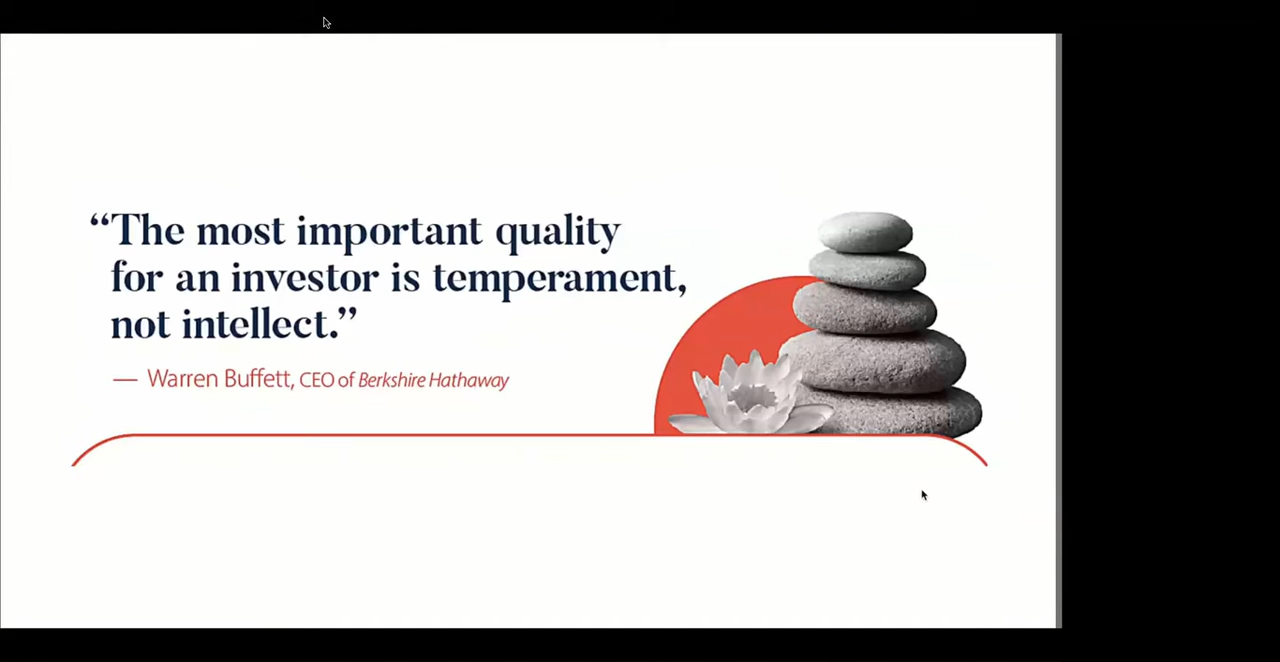 “The most important quality
for an investor is temperament,
not intellect.”
— Warren Buffett, CEO of Berkshire Hathaway